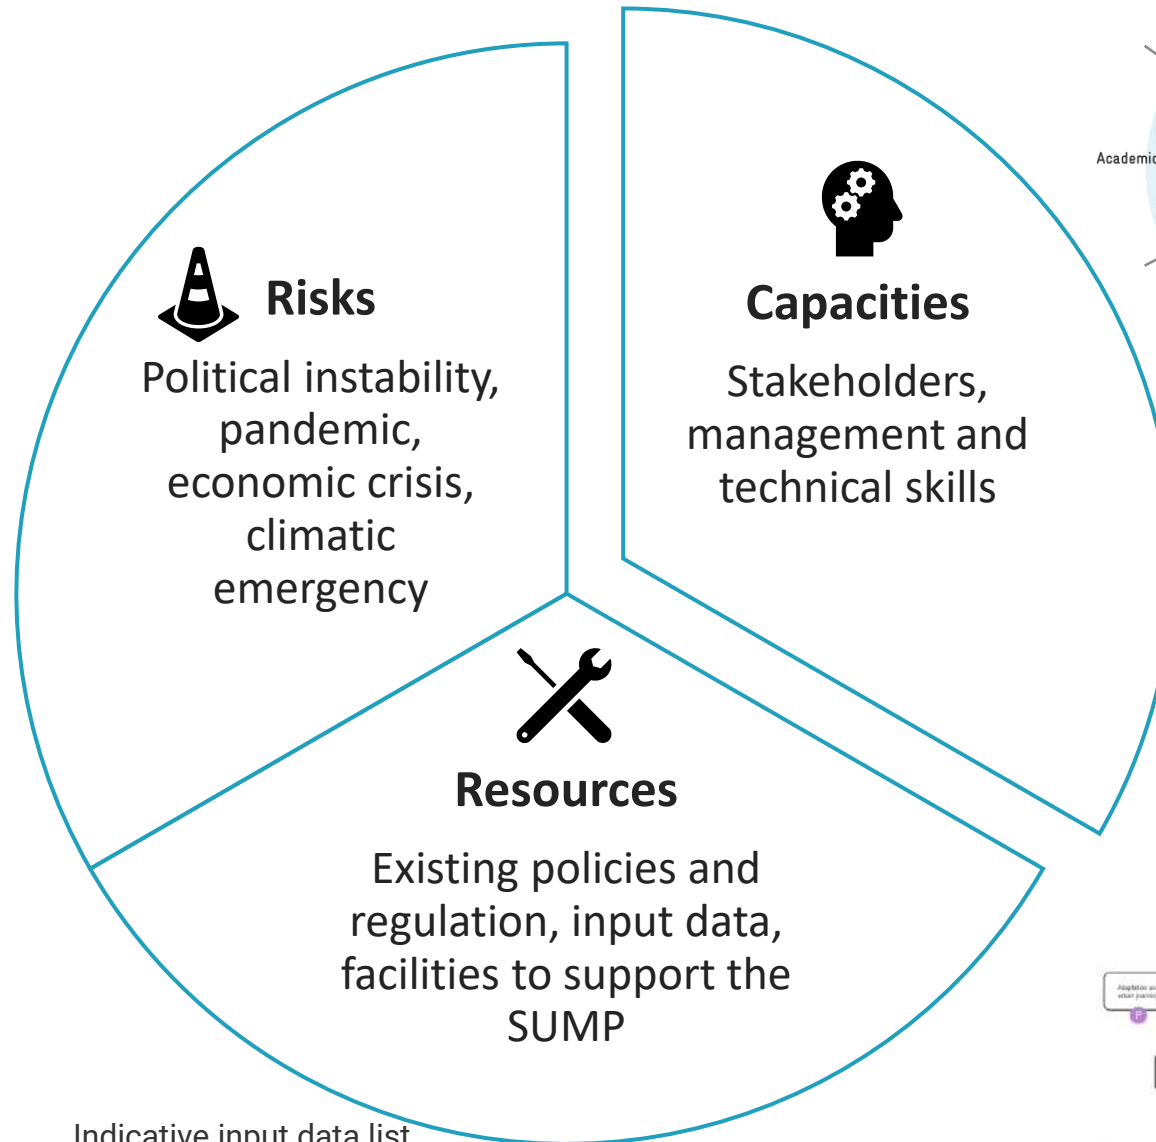 Academic
Risks
Political instability,
pandemic,
economic crisis,
climatic
emergency
Capacities
Stakeholders,
management and
technical skills
Resources
Existing policies and
regulation, input data,
facilities to support the
SUMP
Indicative input data list